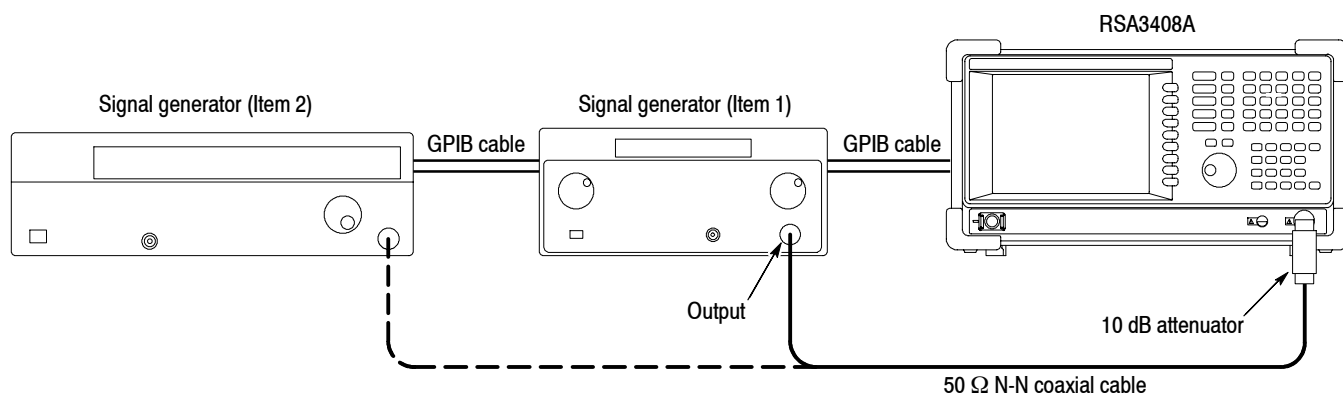 RSA3408A
Signal generator (Item 2)
Signal generator (Item 1)
GPIB cable
GPIB cable
Output
10 dB attenuator
50 Ω N-N coaxial cable